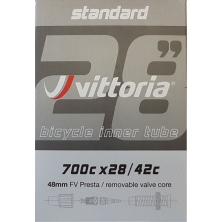 standard
28"
vittoria
bicycle inner tube
700c x28/42c
48mm FV Presta / removable valve core